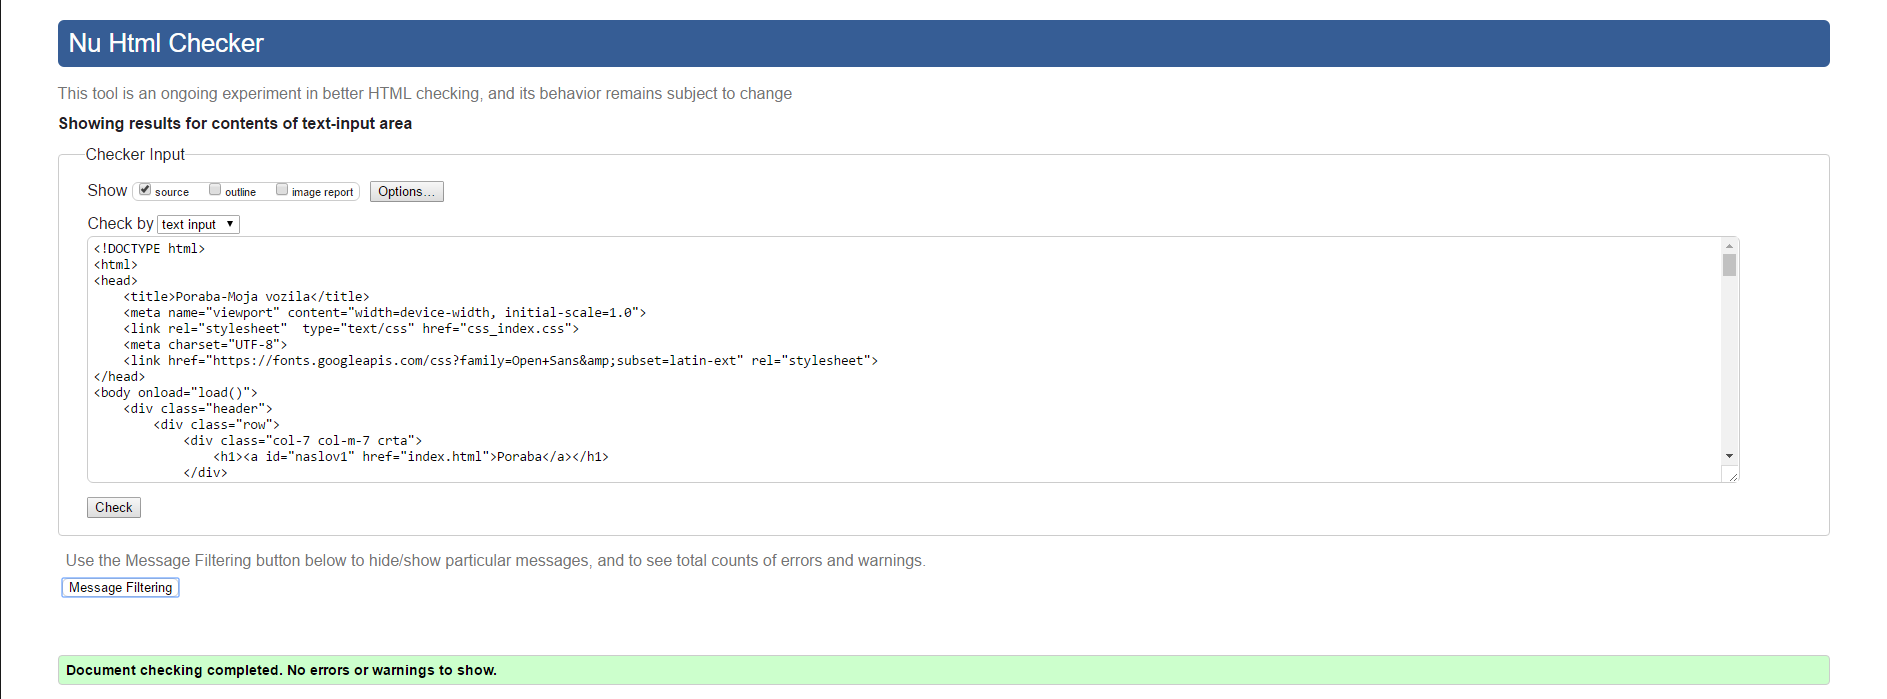 Nu Html Checker
This tool is an ongoing experiment in better HTML checking, and its behavior remains subject to change
Showing results for contents of text-input area
Checker Input
Show source outline image report Options...
Check by text input
<!DOCTYPE html>
<html>
<head>
    <title>Poraba-Moja vozila</title>
    <meta name="viewport" content="width=device-width, initial-scale=1.0">
    <link rel="stylesheet"  type="text/css" href="css_index.css">
    <meta charset="UTF-8">
    <link href="https://fonts.googleapis.com/css?family=Open+Sans&amp;subset=latin-ext" rel="stylesheet">
</head>
<body onload="load()">
    <div class="header">
        <div class="row">
            <div class="col-7 col-m-7 crta">
                <h1><a id="naslov1" href="index.html">Poraba</a></h1>
            </div>
Check
Use the Message Filtering button below to hide/show particular messages, and to see total counts of errors and warnings.
Message Filtering
Document checking completed. No errors or warnings to show.